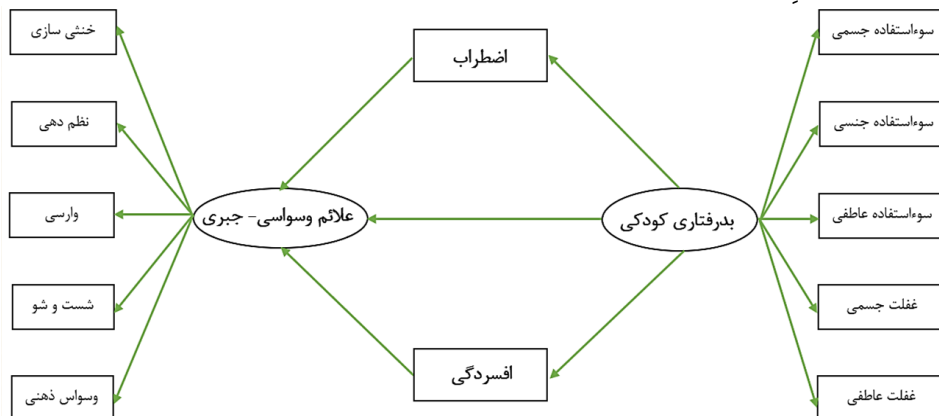 سوءاستفاده جسمی
سوءاستفاده جنسی
سوءاستفاده عاطفی
غفلت جسمی
غفلت عاطفی
بدرفتاری کودکی
اضطراب
افسردگی
علائم وسواسی- جبری
خنثی سازی
نظم دهی
وارسی
شست و شو
وسواس ذهنی